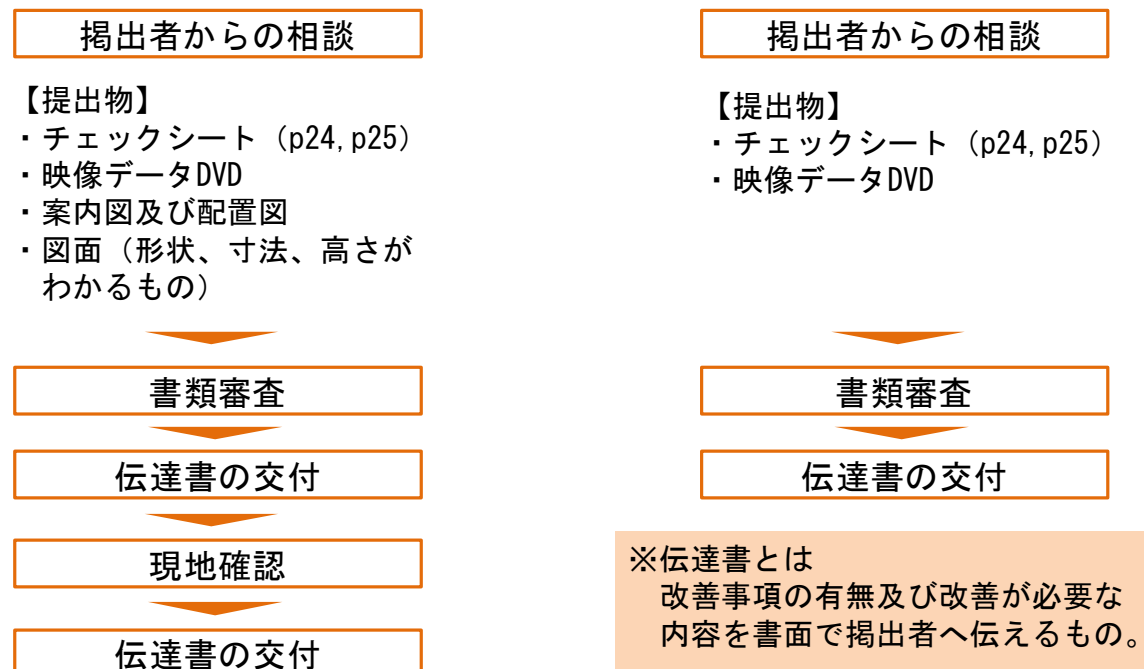 掲出者からの相談
【提出物】
・チェックシート（p24,p25）
・映像データDVD
・案内図及び配置図
・図面（形状、寸法、高さが
わかるもの）
書類審査
伝達書の交付
現地確認
伝達書の交付
掲出者からの相談
【提出物】
・チェックシート（p24,p25）
・映像データDVD
書類審査
伝達書の交付
※伝達書とは
改善事項の有無及び改善が必要な
内容を書面で掲出者へ伝えるもの。